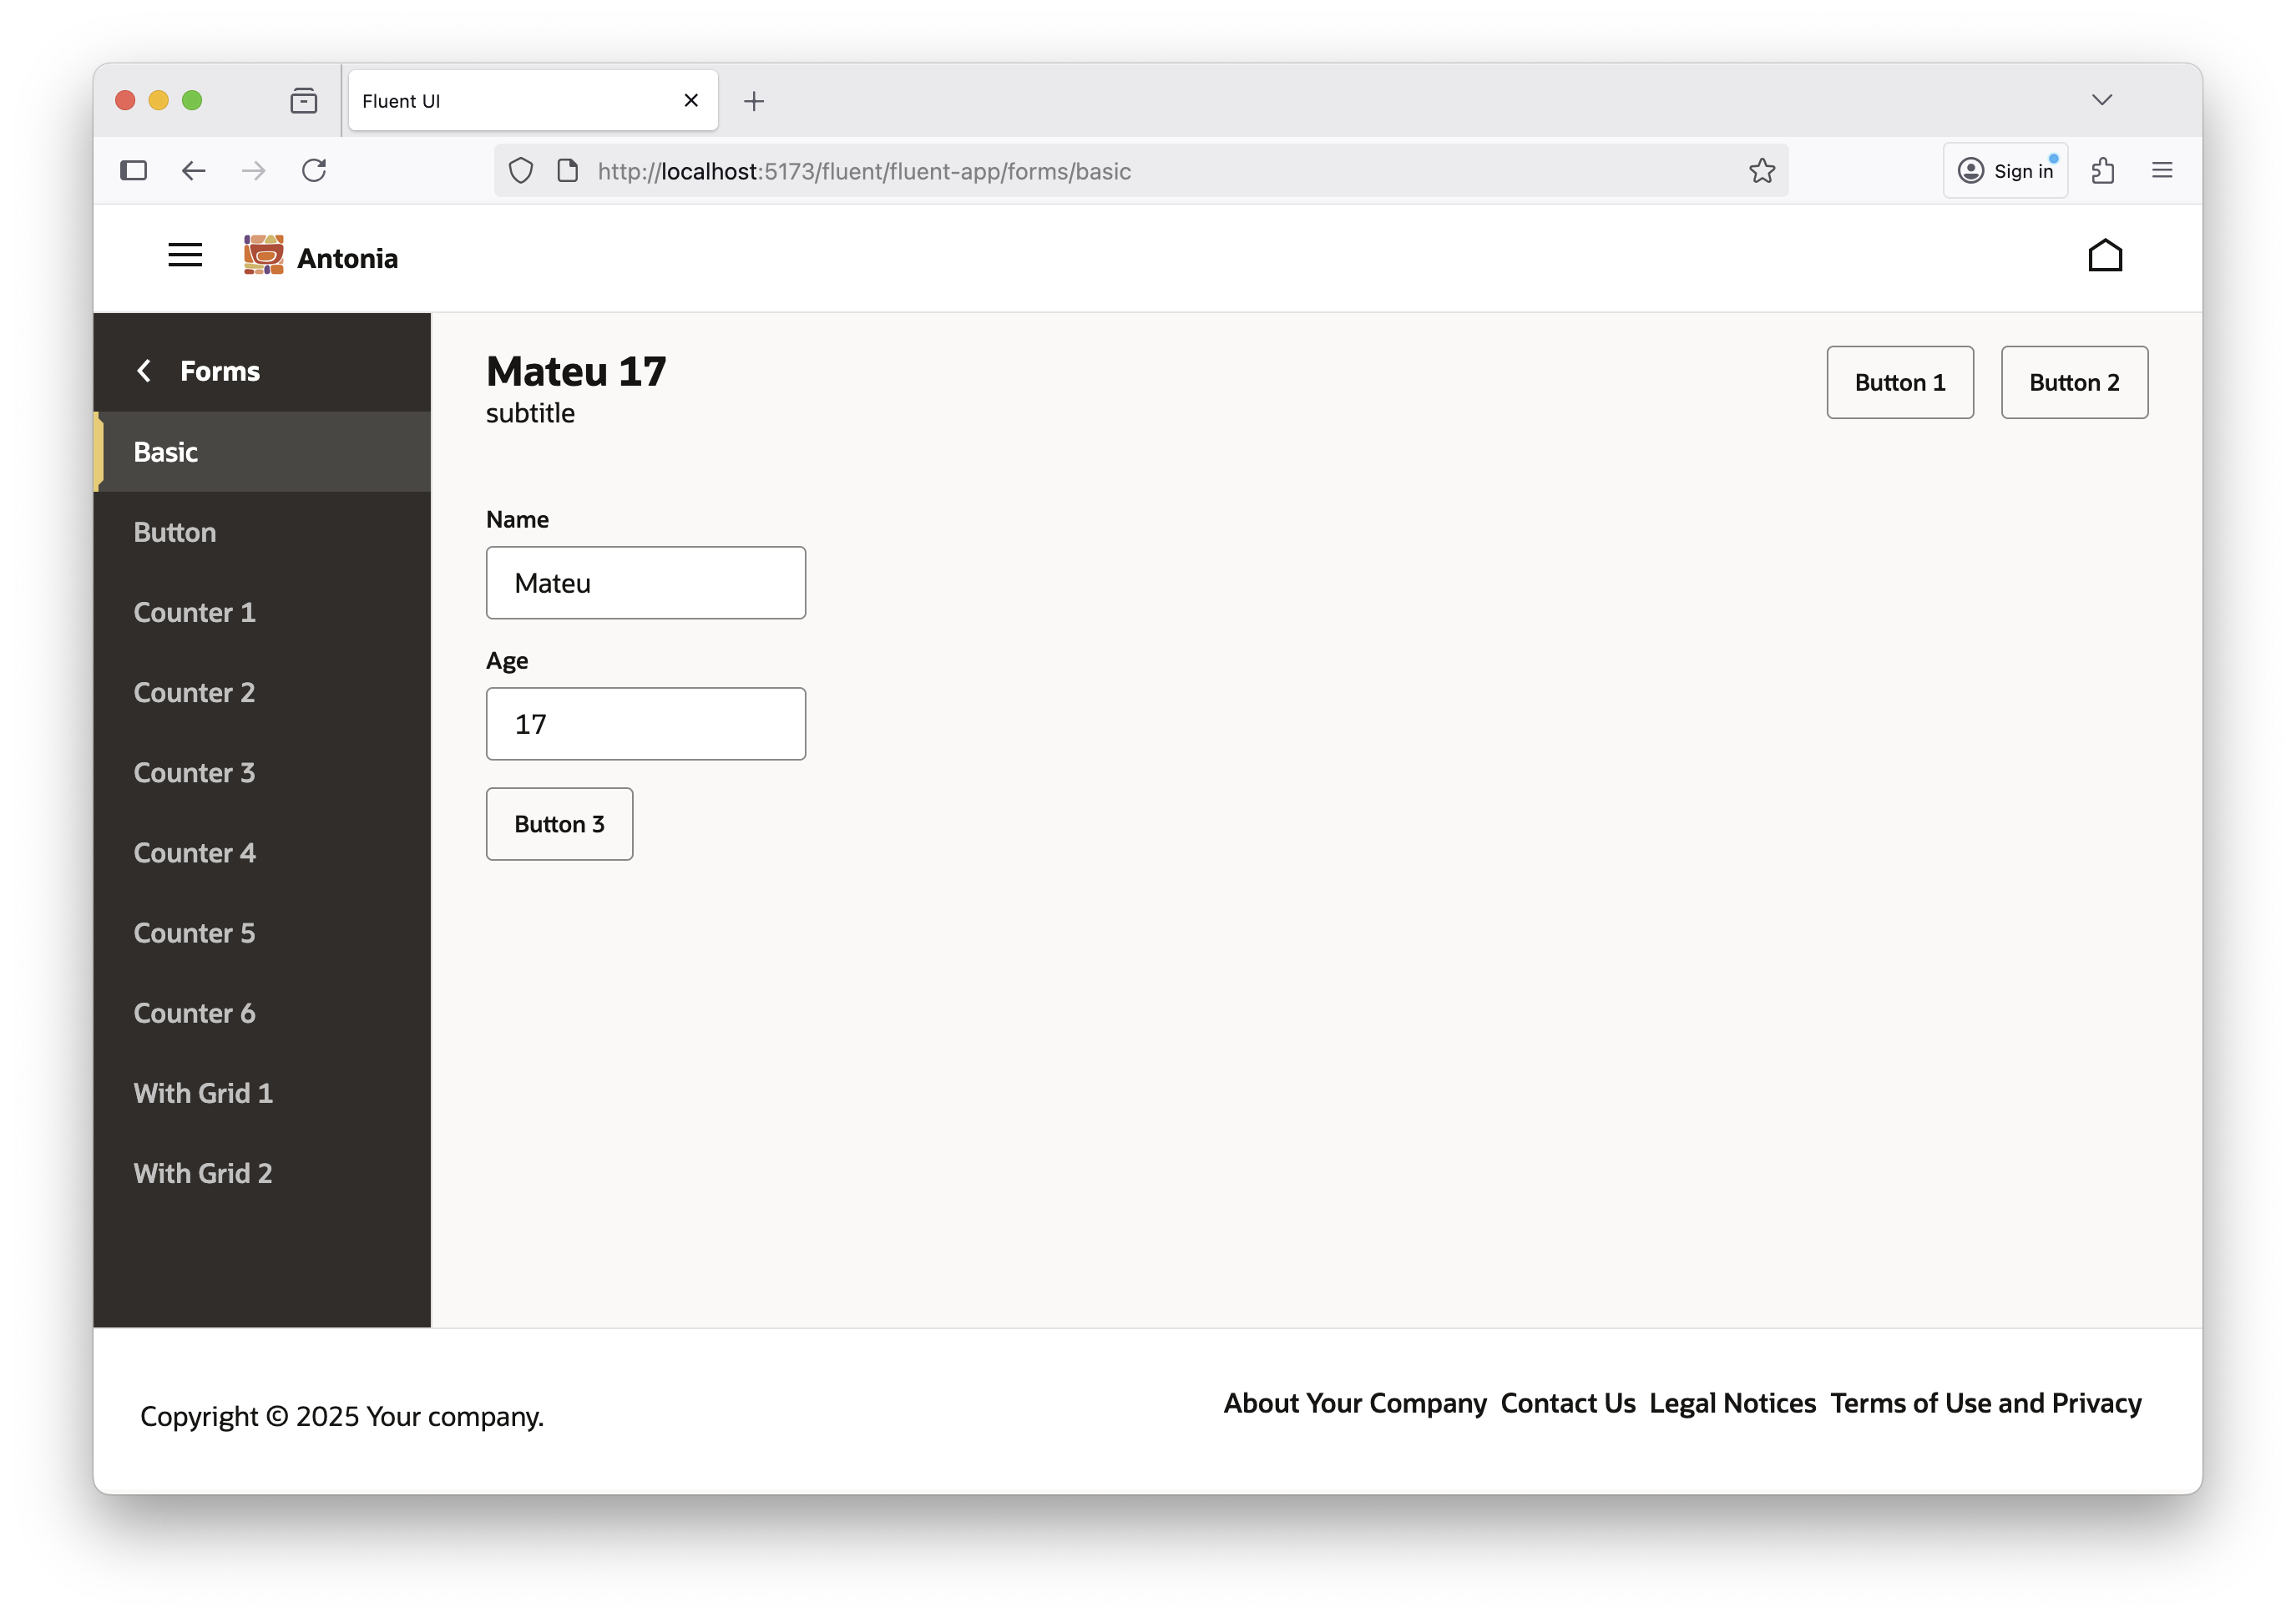 Fluent UI
http://localhost:5173/fluent/fluent-app/forms/basic
Sign in
Antonia
Forms
Basic
Button
Counter 1
Counter 2
Counter 3
Counter 4
Counter 5
Counter 6
With Grid 1
With Grid 2
Mateu 17
subtitle
Button 1
Button 2
Name
Mateu
Age
17
Button 3
Copyright © 2025 Your company.
About Your Company Contact Us Legal Notices Terms of Use and Privacy